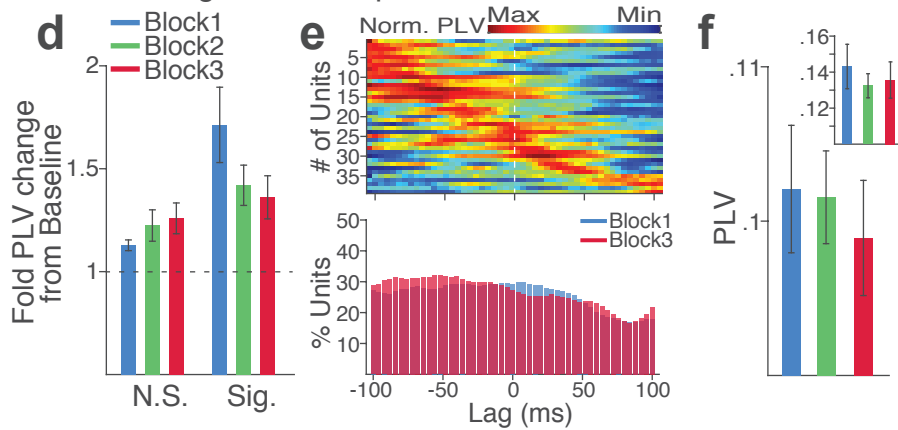 d
Block1
Block2
Block3
Fold PLV change
from Baseline
2
1.5
1
N.S.
Sig.
e
Norm. PLV
Max
Min
# of Units
5
10
15
20
25
30
35
% Units
50
40
30
20
10
Block1
Block3
-100
-50
0
50
100
Lag (ms)
f
PLV
.11
.1
.16
.14
.12